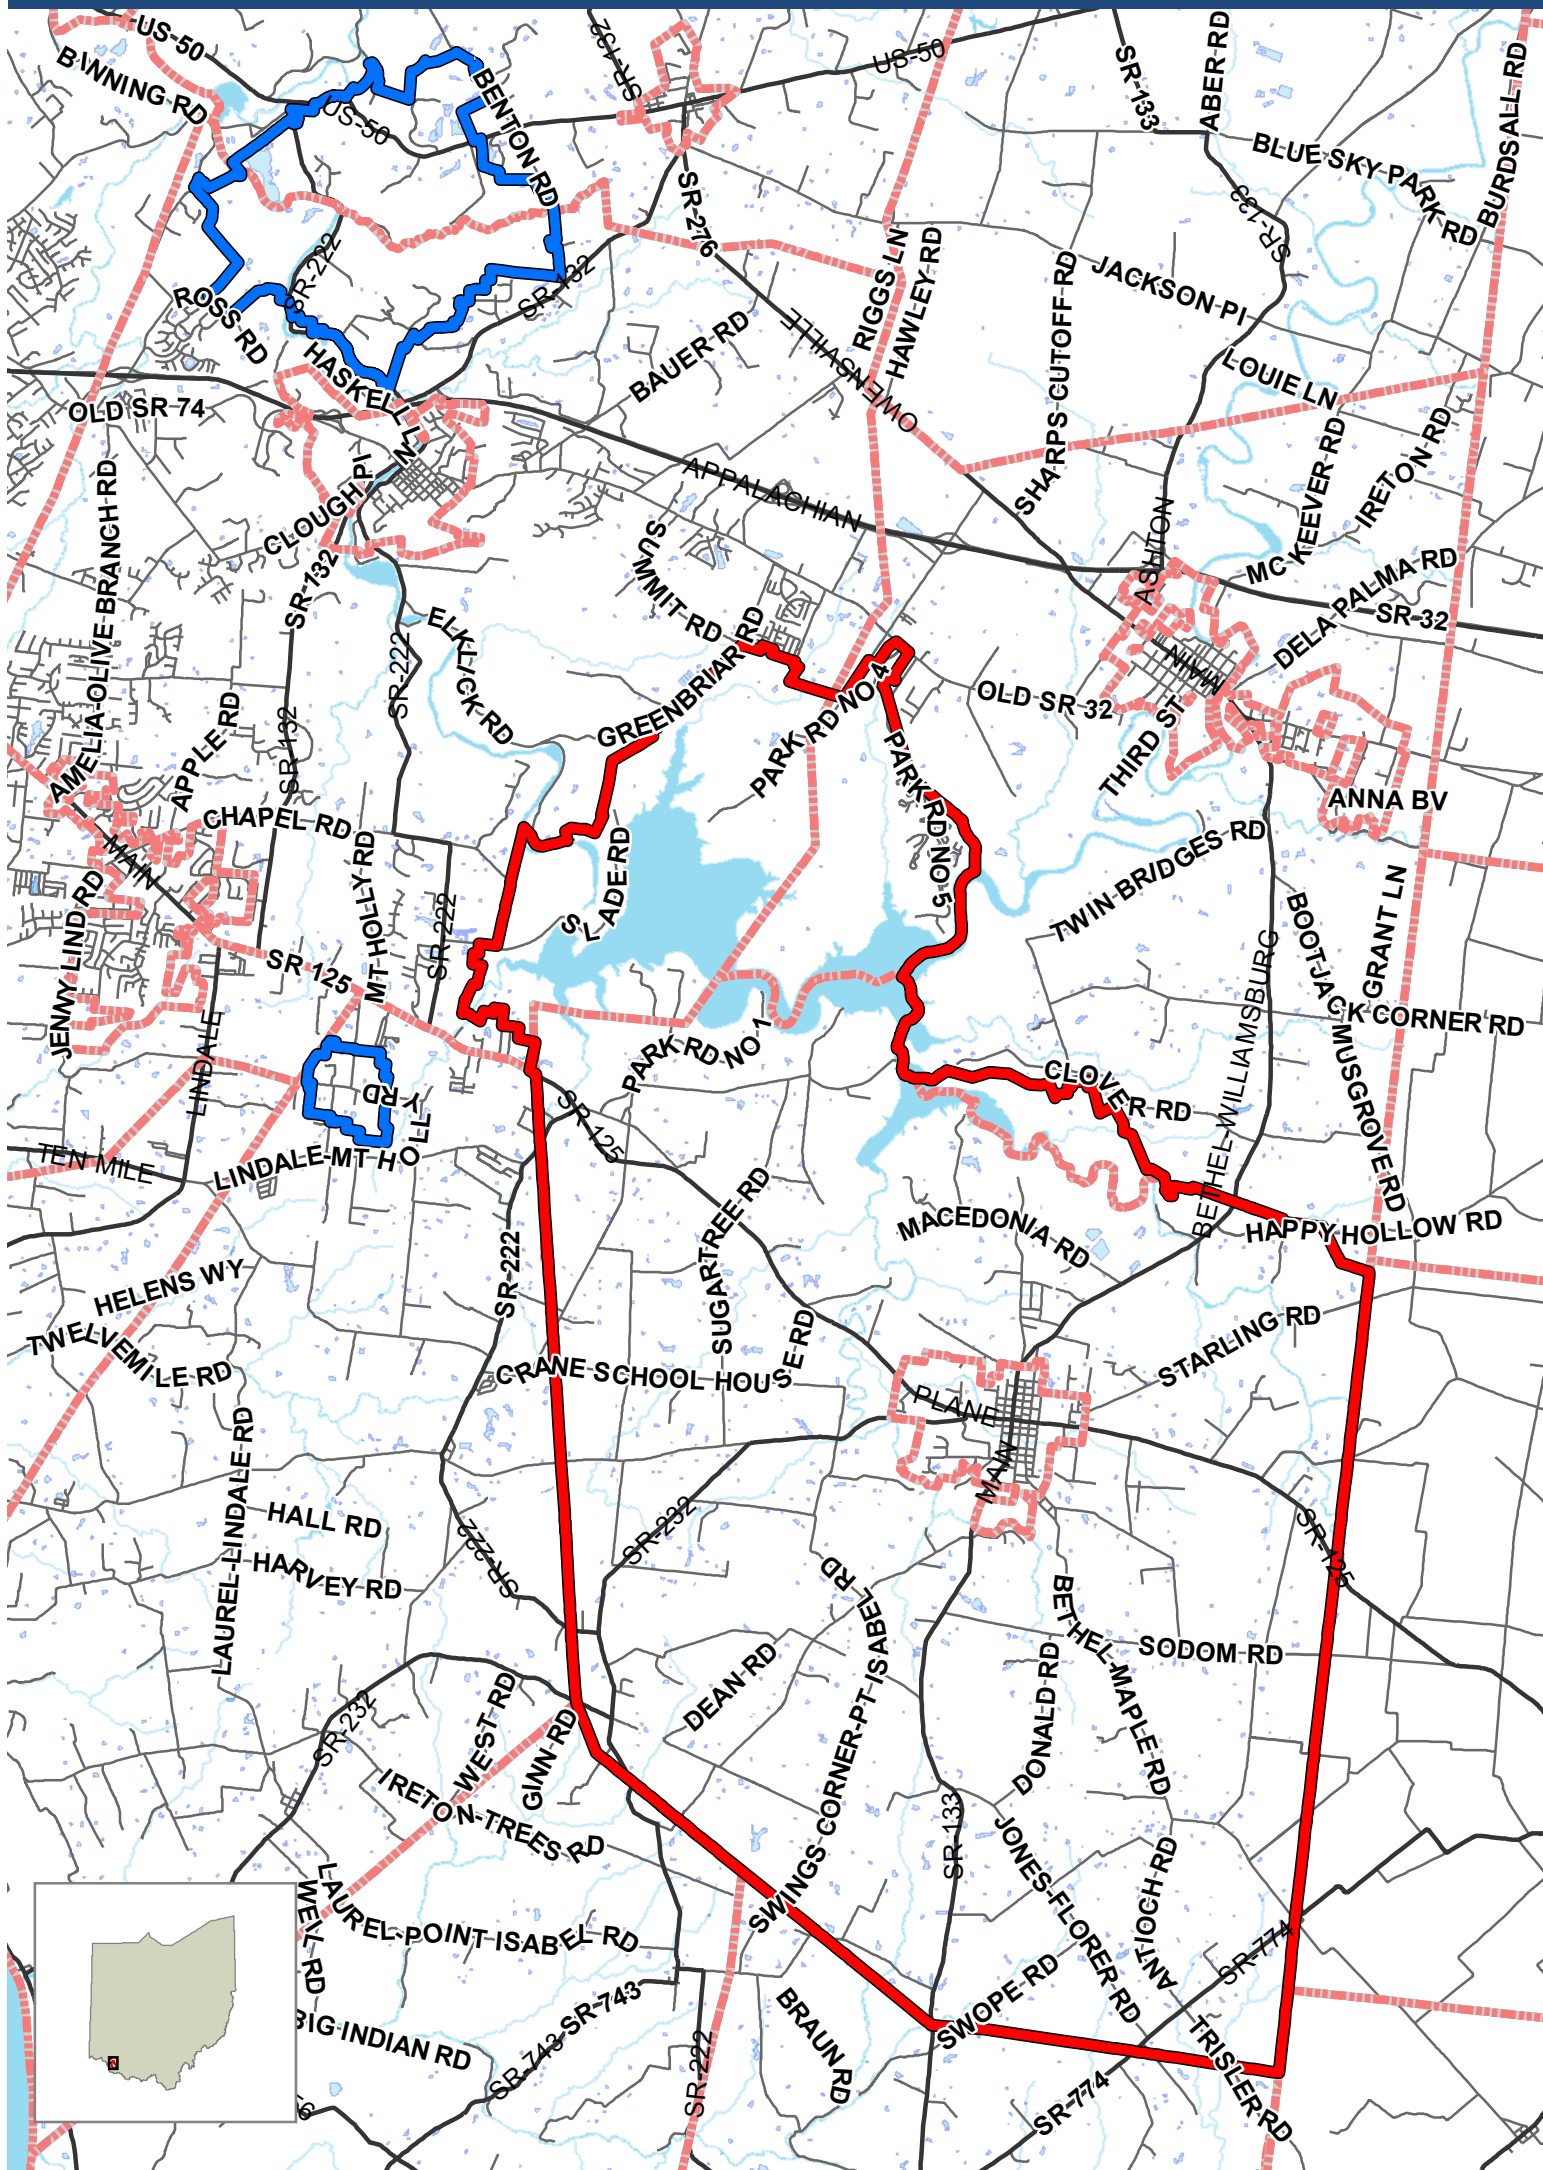 US-50
B
WNING RD
US-50
BENTON RD
SR-132
US-50
SR-133
ABER RD
BURDSALL RD
BLUE SKY PARK RD
SR-133
SR-276
SR-222
SR-132
ROSS RD
HASKELL LN
OLD SR 74
BAUER RD
OWENSVILLE
RIGGS LN
HAWLEY RD
SHARPS CUTOFF RD
JACKSON PI
LOUIE LN
MC KEEVER RD
IRETON RD
CLOUGH PI
AMELIA-OLIVE BRANCH RD
SR-132
APPALACHIAN
SUMMIT RD
ASHTON
DELA PALMA RD
SR-32
ELKLICK RD
SR-222
GREENBRIAR RD
PARK RD NO 4
OLD SR 32
MAIN
THIRD ST
APPLE RD
SR-132
CHAPEL RD
MAIN
MT HOLLY RD
SLADE RD
PARK RD NO 5
ANNA BV
TWIN BRIDGES RD
JENNY LIND RD
SR 125
SR-222
BOOTJACK CORNER RD
GRANT LN
LINDALE
PARK RD NO 1
CLOVER RD
BETHEL-WILLIAMSBURG
MUSGROVE RD
TEN MILE
LINDALE-MT HOLLY RD
SR-125
SUGARTREE RD
MACEDONIA RD
HAPPY HOLLOW RD
HELENS WY
SR-222
TWELVEMILE RD
CRANE SCHOOL HOUSE RD
STARLING RD
PLANE
MAIN
LAUREL-LINDALE RD
HALL RD
HARVEY RD
SR-222
SR-232
SR-125
SWINGS CORNER-PT ISABEL RD
BETHEL-MAPLE RD
SODOM RD
DEAN RD
DONALD RD
SR-232
WEST RD
GINN RD
IRETON-TREES RD
SR-133
JONES-FLORER RD
ANTIOCH RD
LAUREL-POINT ISABEL RD
WEIL RD
SR-774
SWOPE RD
BIG INDIAN RD
SR-743
SR-743
SR-222
BRAUN RD
TRISLER RD
SR-774